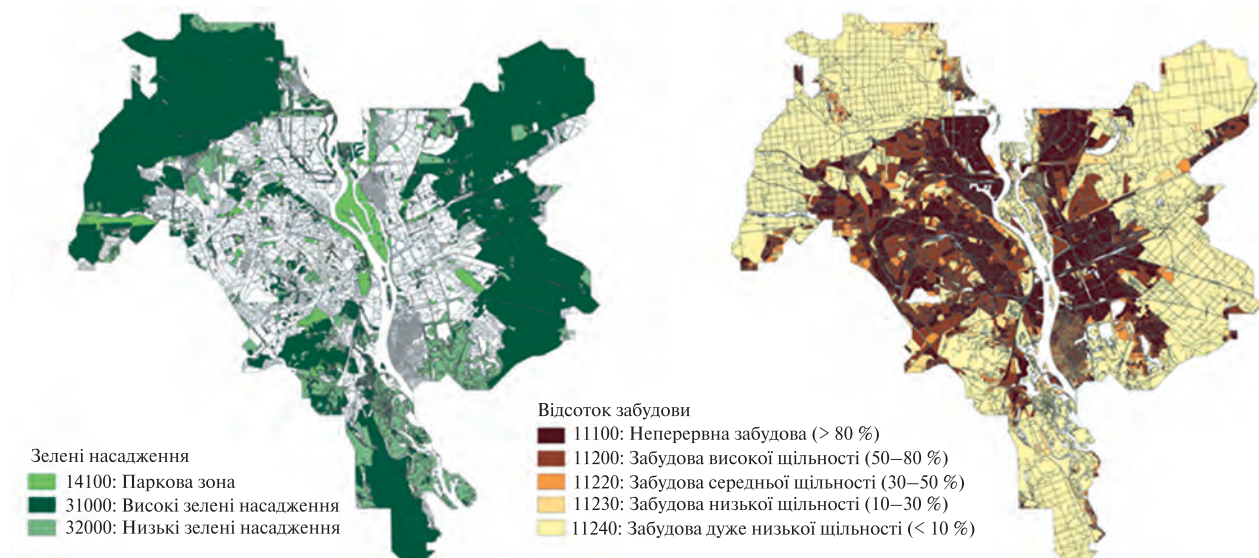 Зелені насадження
14100: Паркова зона
31000: Високі зелені насадження
32000: Низькі зелені насадження
Відсоток забудови
11100: Неперервна забудова (> 80 %)
11200: Забудова високої щільності (50–80 %)
11220: Забудова середньої щільності (30–50 %)
11230: Забудова низької щільності (10–30 %)
11240: Забудова дуже низької щільності (< 10 %)